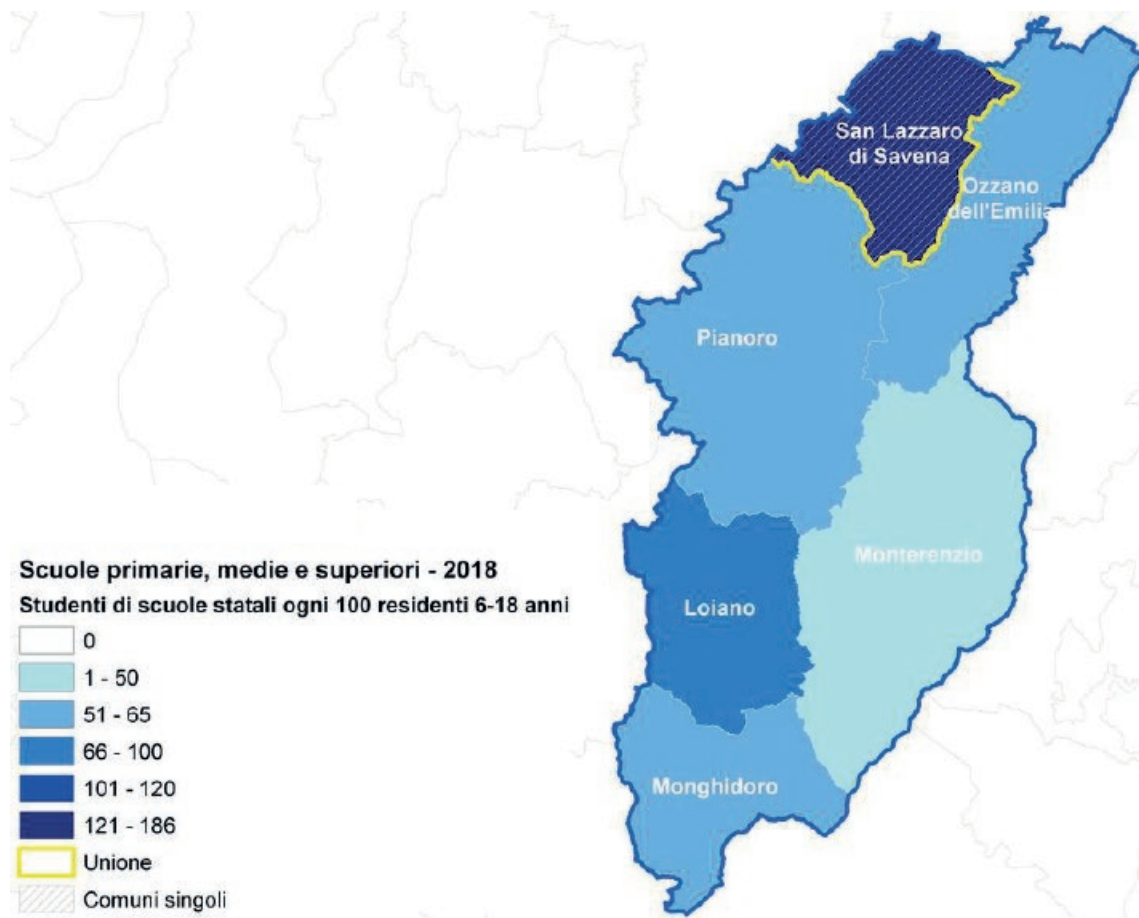 San Lazzaro
di Savena
Ozzano
dell'Emilia
Pianoro
Monterenzio
Loiano
Monghidoro
Scuole primarie, medie e superiori - 2018
Studenti di scuole statali ogni 100 residenti 6-18 anni
0
1 - 50
51 - 65
66 - 100
101 - 120
121 - 186
Unione
Comuni singoli